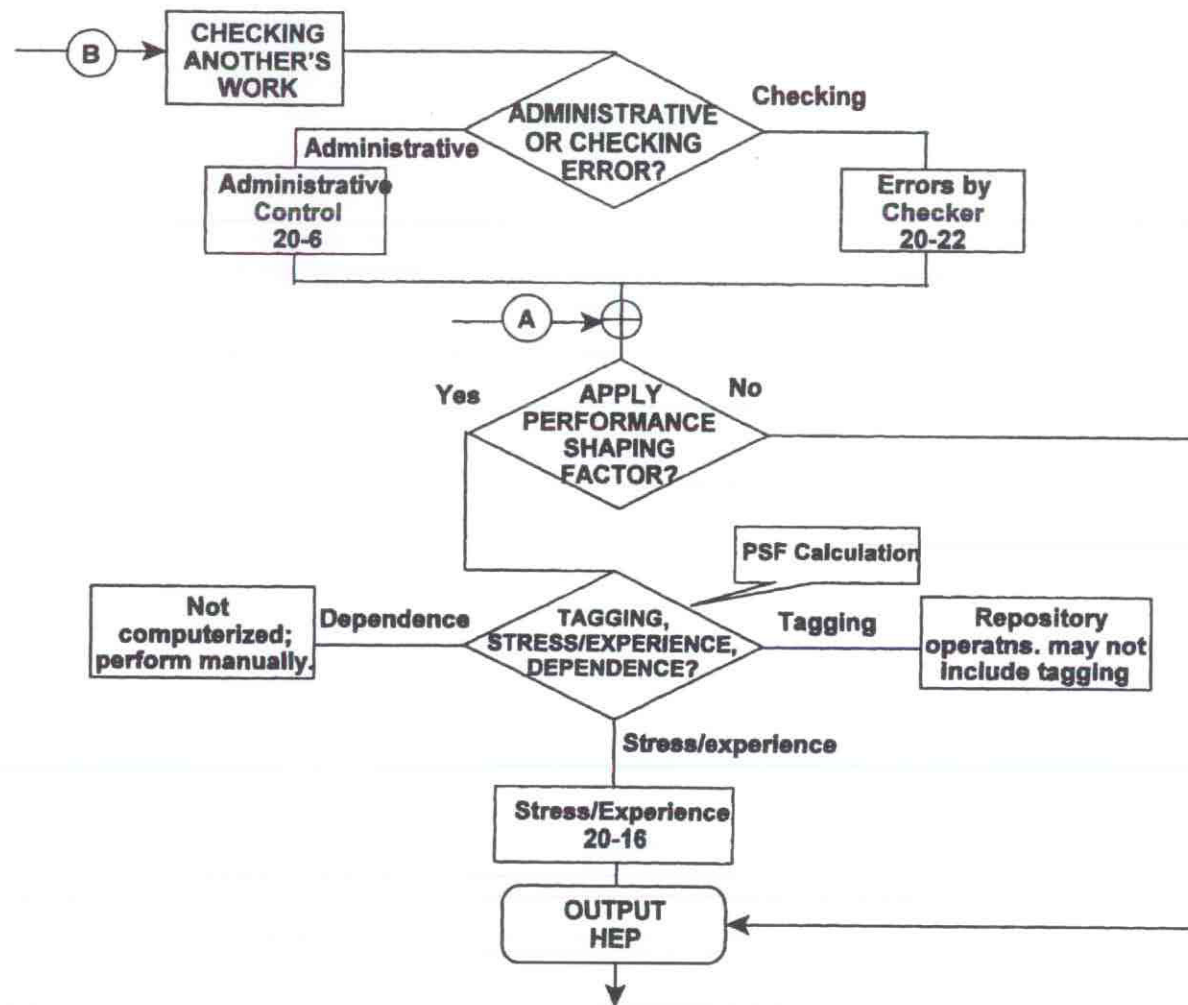 B
CHECKING
ANOTHER'S
WORK
Checking
ADMINISTRATIVE
OR CHECKING
ERROR?
Administrative
Administrative
Control
20-6
Errors by
Checker
20-22
A
Yes
No
APPLY
PERFORMANCE
SHAPING
FACTOR?
PSF Calculation
Not
computerized;
perform manually.
Dependence
TAGGING,
STRESS/EXPERIENCE,
DEPENDENCE?
Tagging
Repository
operatns. may not
include tagging
Stress/experience
Stress/Experience
20-16
OUTPUT
HEP